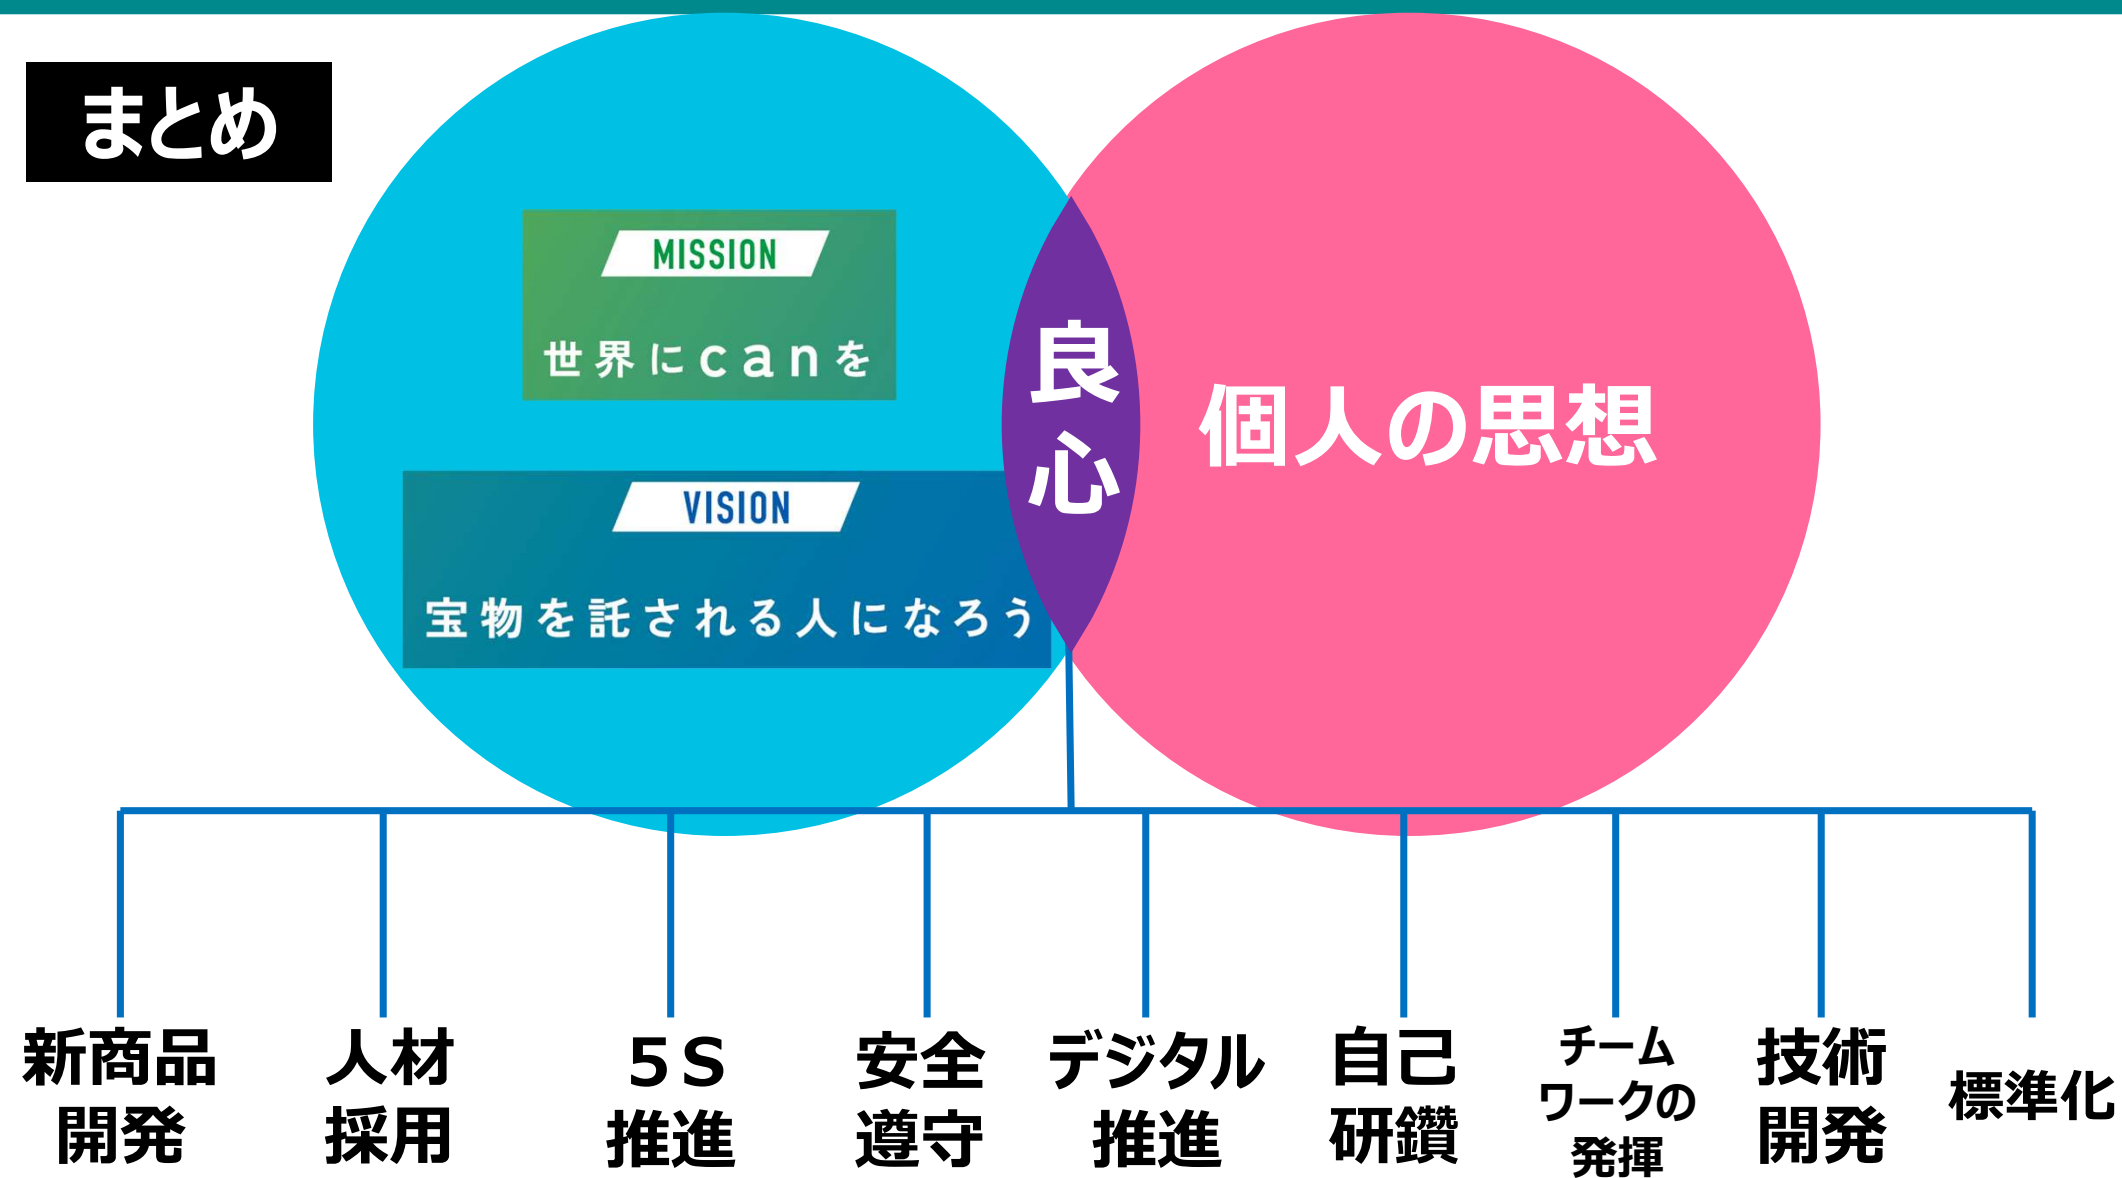 まとめ
MISSION
世界にcanを
VISION
宝物を託される人になろう
良
心
個人の思想
新商品
開発
人材
採用
５Ｓ
推進
安全
遵守
デジタル
推進
自己
研鑽
チーム
ワークの
発揮
技術
開発
標準化